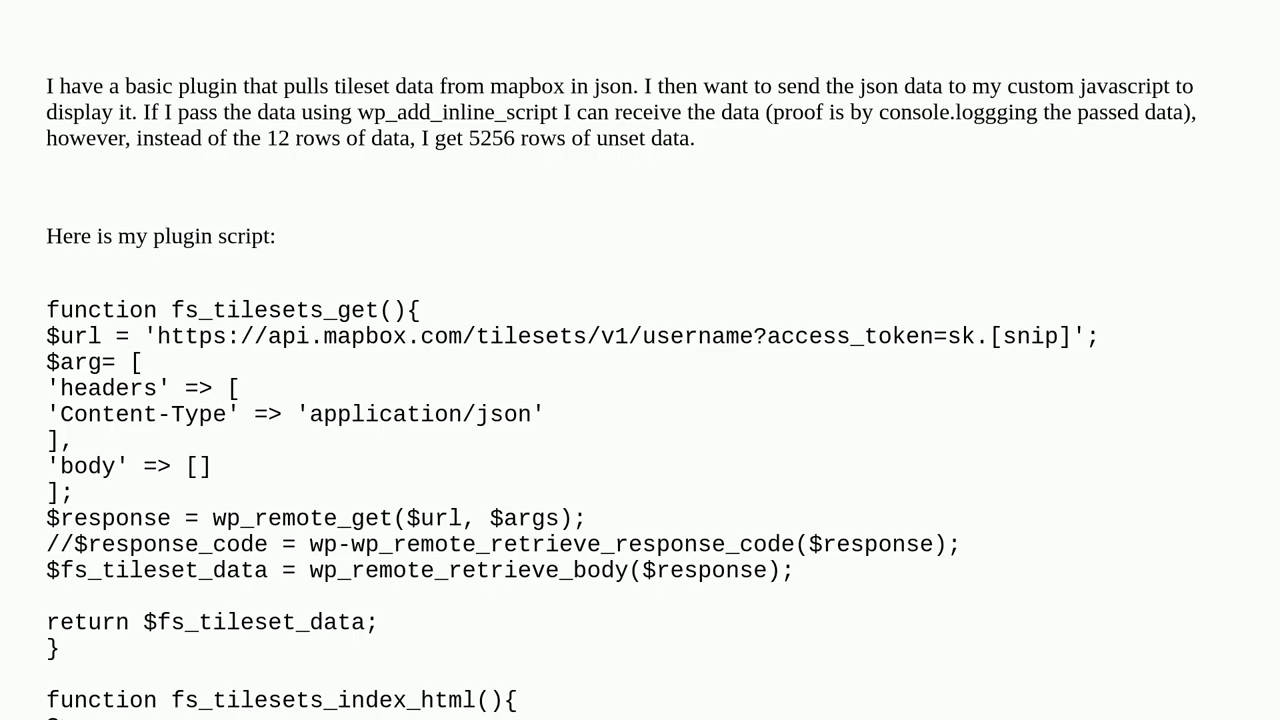 I have a basic plugin that pulls tileset data from mapbox in json. I then want to send the json data to my custom javascript to
display it. If I pass the data using wp_add_inline_script I can receive the data (proof is by console.loggging the passed data),
however, instead of the 12 rows of data, I get 5256 rows of unset data.
Here is my plugin script:
function fs_tilesets_get(){
$url = 'https://api.mapbox.com/tilesets/v1/username?access_token=sk.[snip]';
$arg= [
'headers' => [
'Content-Type' => 'application/json'
],
'body' => []
];
$response = wp_remote_get($url, $args);
//$response_code = wp-wp_remote_retrieve_response_code($response);
$fs_tileset_data = wp_remote_retrieve_body($response);
return $fs_tileset_data;
}
function fs_tilesets_index_html(){